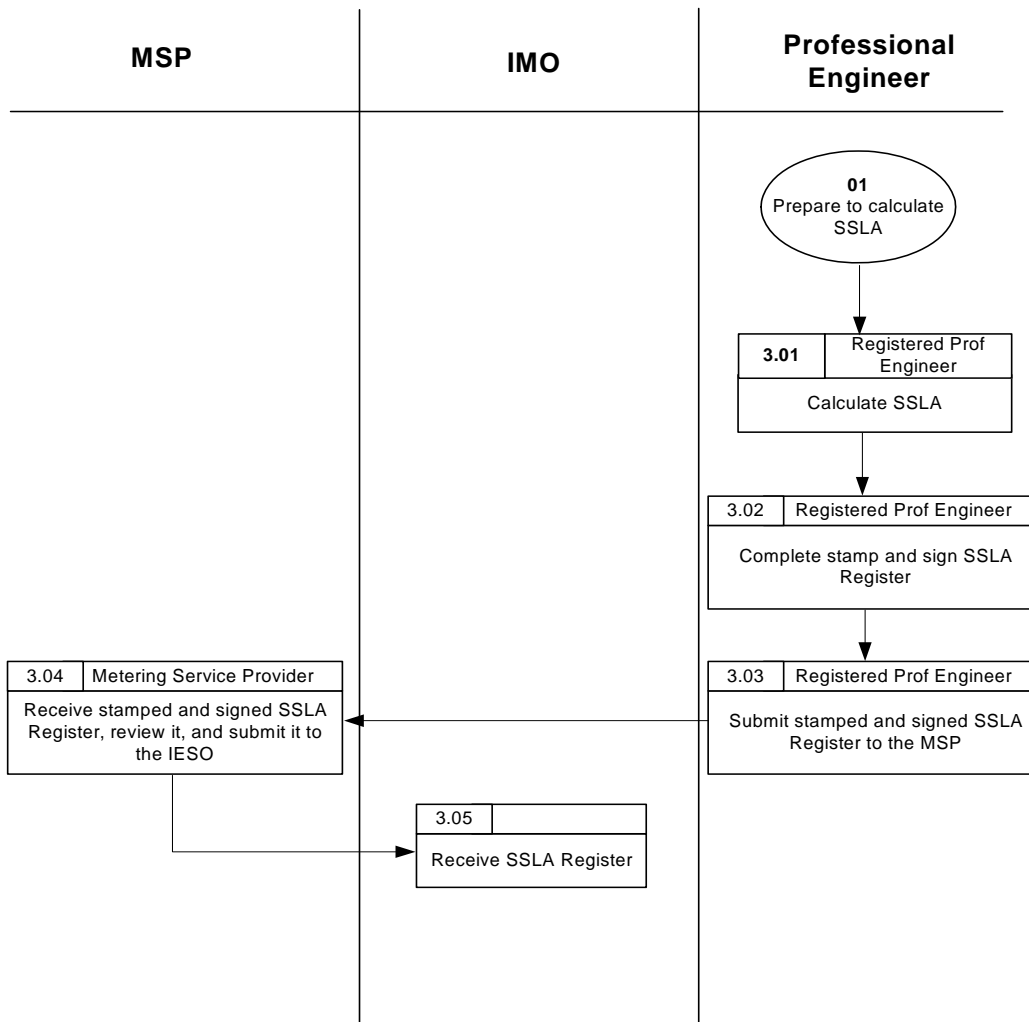 MSP
IMO
Professional
Engineer
01
Prepare to calculate
SSLA
3.01
Registered Prof
Engineer
Calculate SSLA
3.02
Registered Prof Engineer
Complete stamp and sign SSLA
Register
3.03
Registered Prof Engineer
Submit stamped and signed SSLA
Register to the MSP
3.04
Metering Service Provider
Receive stamped and signed SSLA
Register, review it, and submit it to
the IESO
3.05
Receive SSLA Register